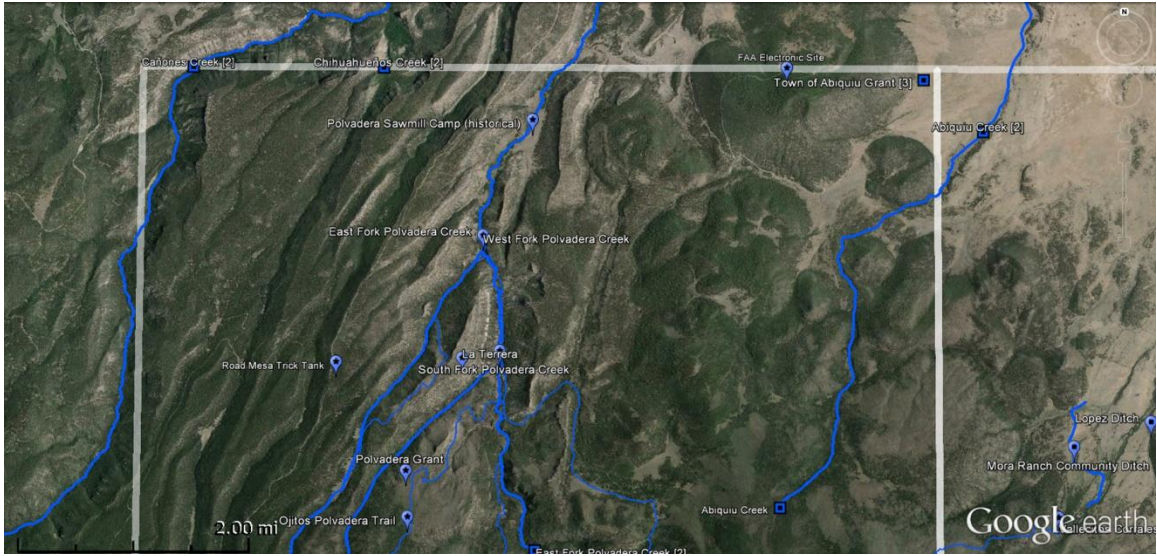 N
Cañones Creek [2]
Chihuahueños Creek [2]
FAA Electronic Site
Town of Abiquiu Grant [3]
Polvadera Sawmill Camp (historical)
Abiquiu Creek [2]
East Fork Polvadera Creek
West Fork Polvadera Creek
La Tierrera
Road Mesa Trick Tank
South Fork Polvadera Creek
Lopez Ditch
Polvadera Grant
Mora Ranch Community Ditch
Abiquiu Creek
Ojitos Polvadera Trail
2.00 mi
Google earth
Corrales
East Fork Polvadera Creek [2]